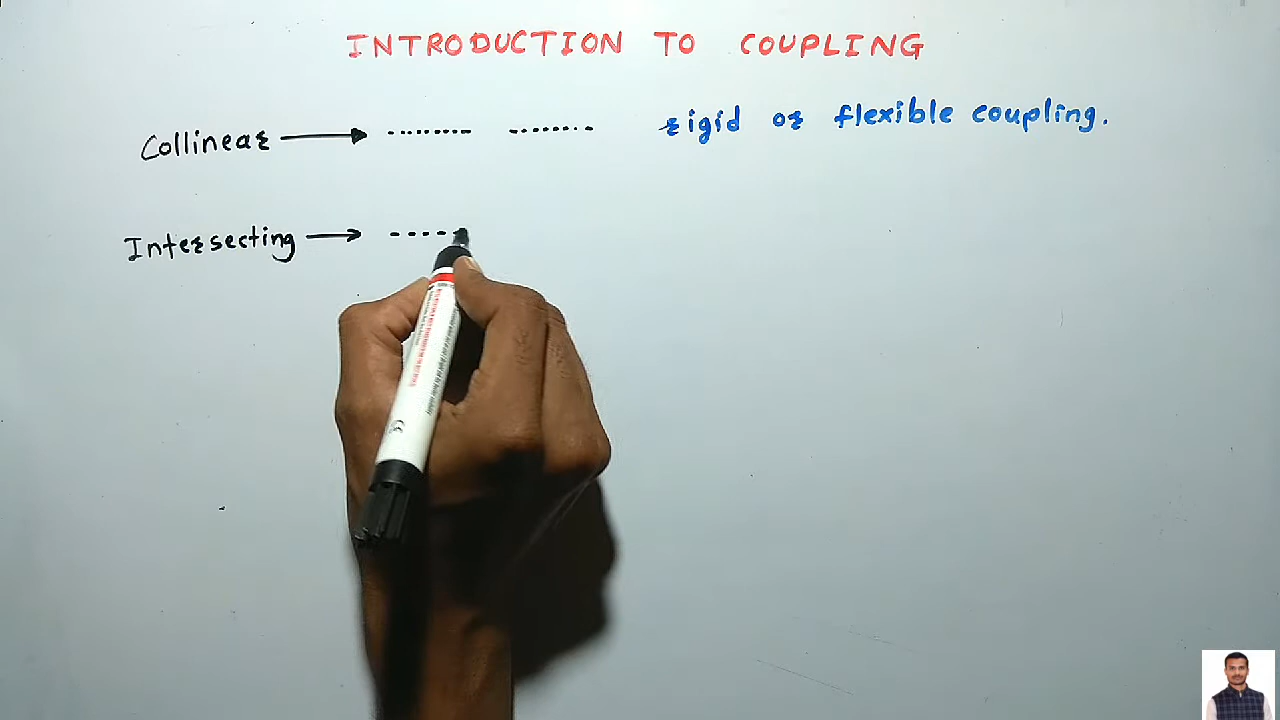 INTRODUCTION TO COUPLING
Collinear → rigid or flexible coupling.
Intersecting →